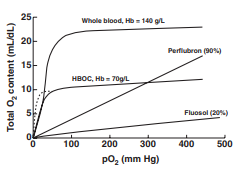 Total O2 content (mL/dL)
25
20
15
10
5
0
Whole blood, Hb = 140 g/L
Perflubron (90%)
HBOC, Hb = 70g/L
Fluosol (20%)
0 100 200 300 400 500
pO2 (mm Hg)